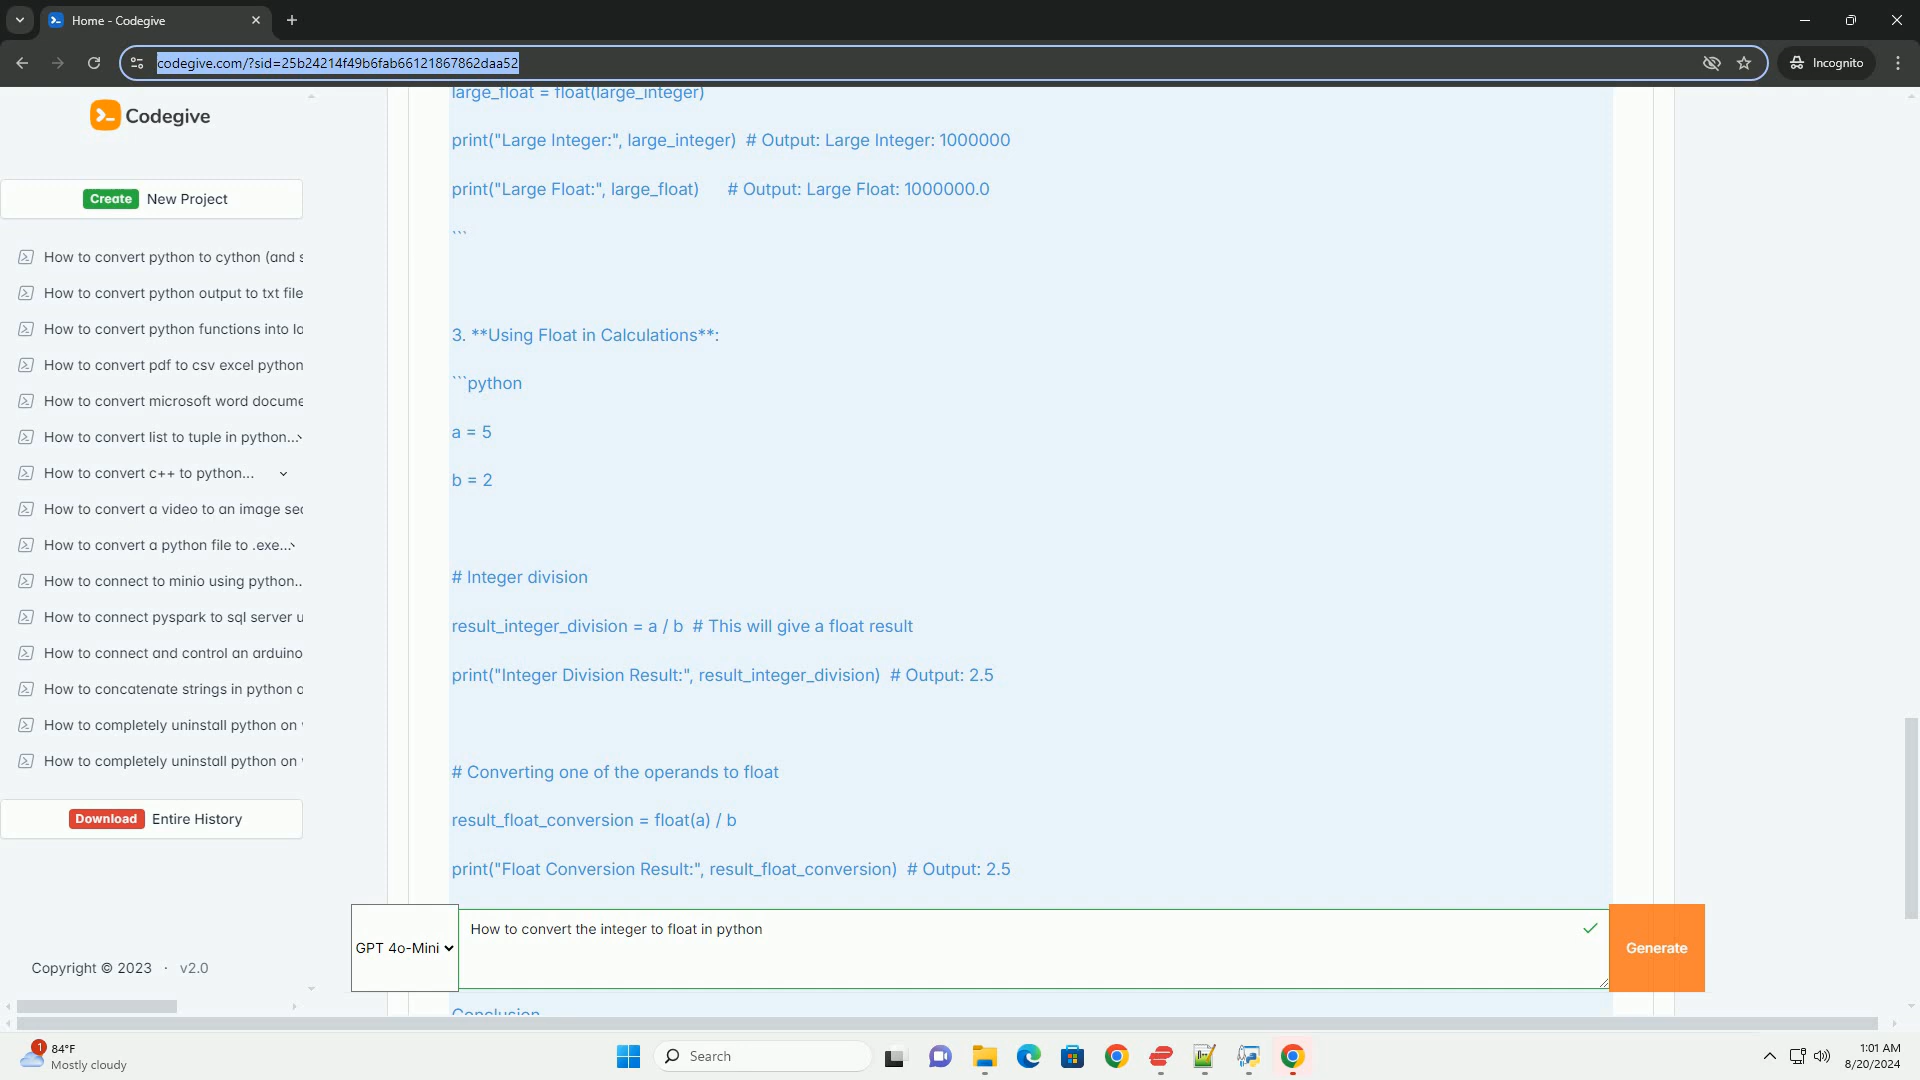 Home - Codegive
codegive.com/?sid=25b24214f49b6fab66121867862daa52
Incognito
Codegive
Create New Project
How to convert python to cython (and s
How to convert python output to txt file
How to convert python functions into la
How to convert pdf to csv excel python
How to convert microsoft word docume
How to convert list to tuple in python...
How to convert c++ to python...
How to convert a video to an image sec
How to convert a python file to .exe...
How to connect to minio using python..
How to connect pyspark to sql server u
How to connect and control an arduino
How to concatenate strings in python c
How to completely uninstall python on
How to completely uninstall python on
Download Entire History
Copyright © 2023 · v2.0
large_float = float(large_integer)
print("Large Integer:", large_integer)  # Output: Large Integer: 1000000
print("Large Float:", large_float)      # Output: Large Float: 1000000.0
```
3. **Using Float in Calculations**:
```python
a = 5
b = 2
# Integer division
result_integer_division = a / b  # This will give a float result
print("Integer Division Result:", result_integer_division)  # Output: 2.5
# Converting one of the operands to float
result_float_conversion = float(a) / b
print("Float Conversion Result:", result_float_conversion)  # Output: 2.5
GPT 4o-Mini
How to convert the integer to float in python
Generate
Conclusion
1
84°F
Mostly cloudy
Search
1:01 AM
8/20/2024